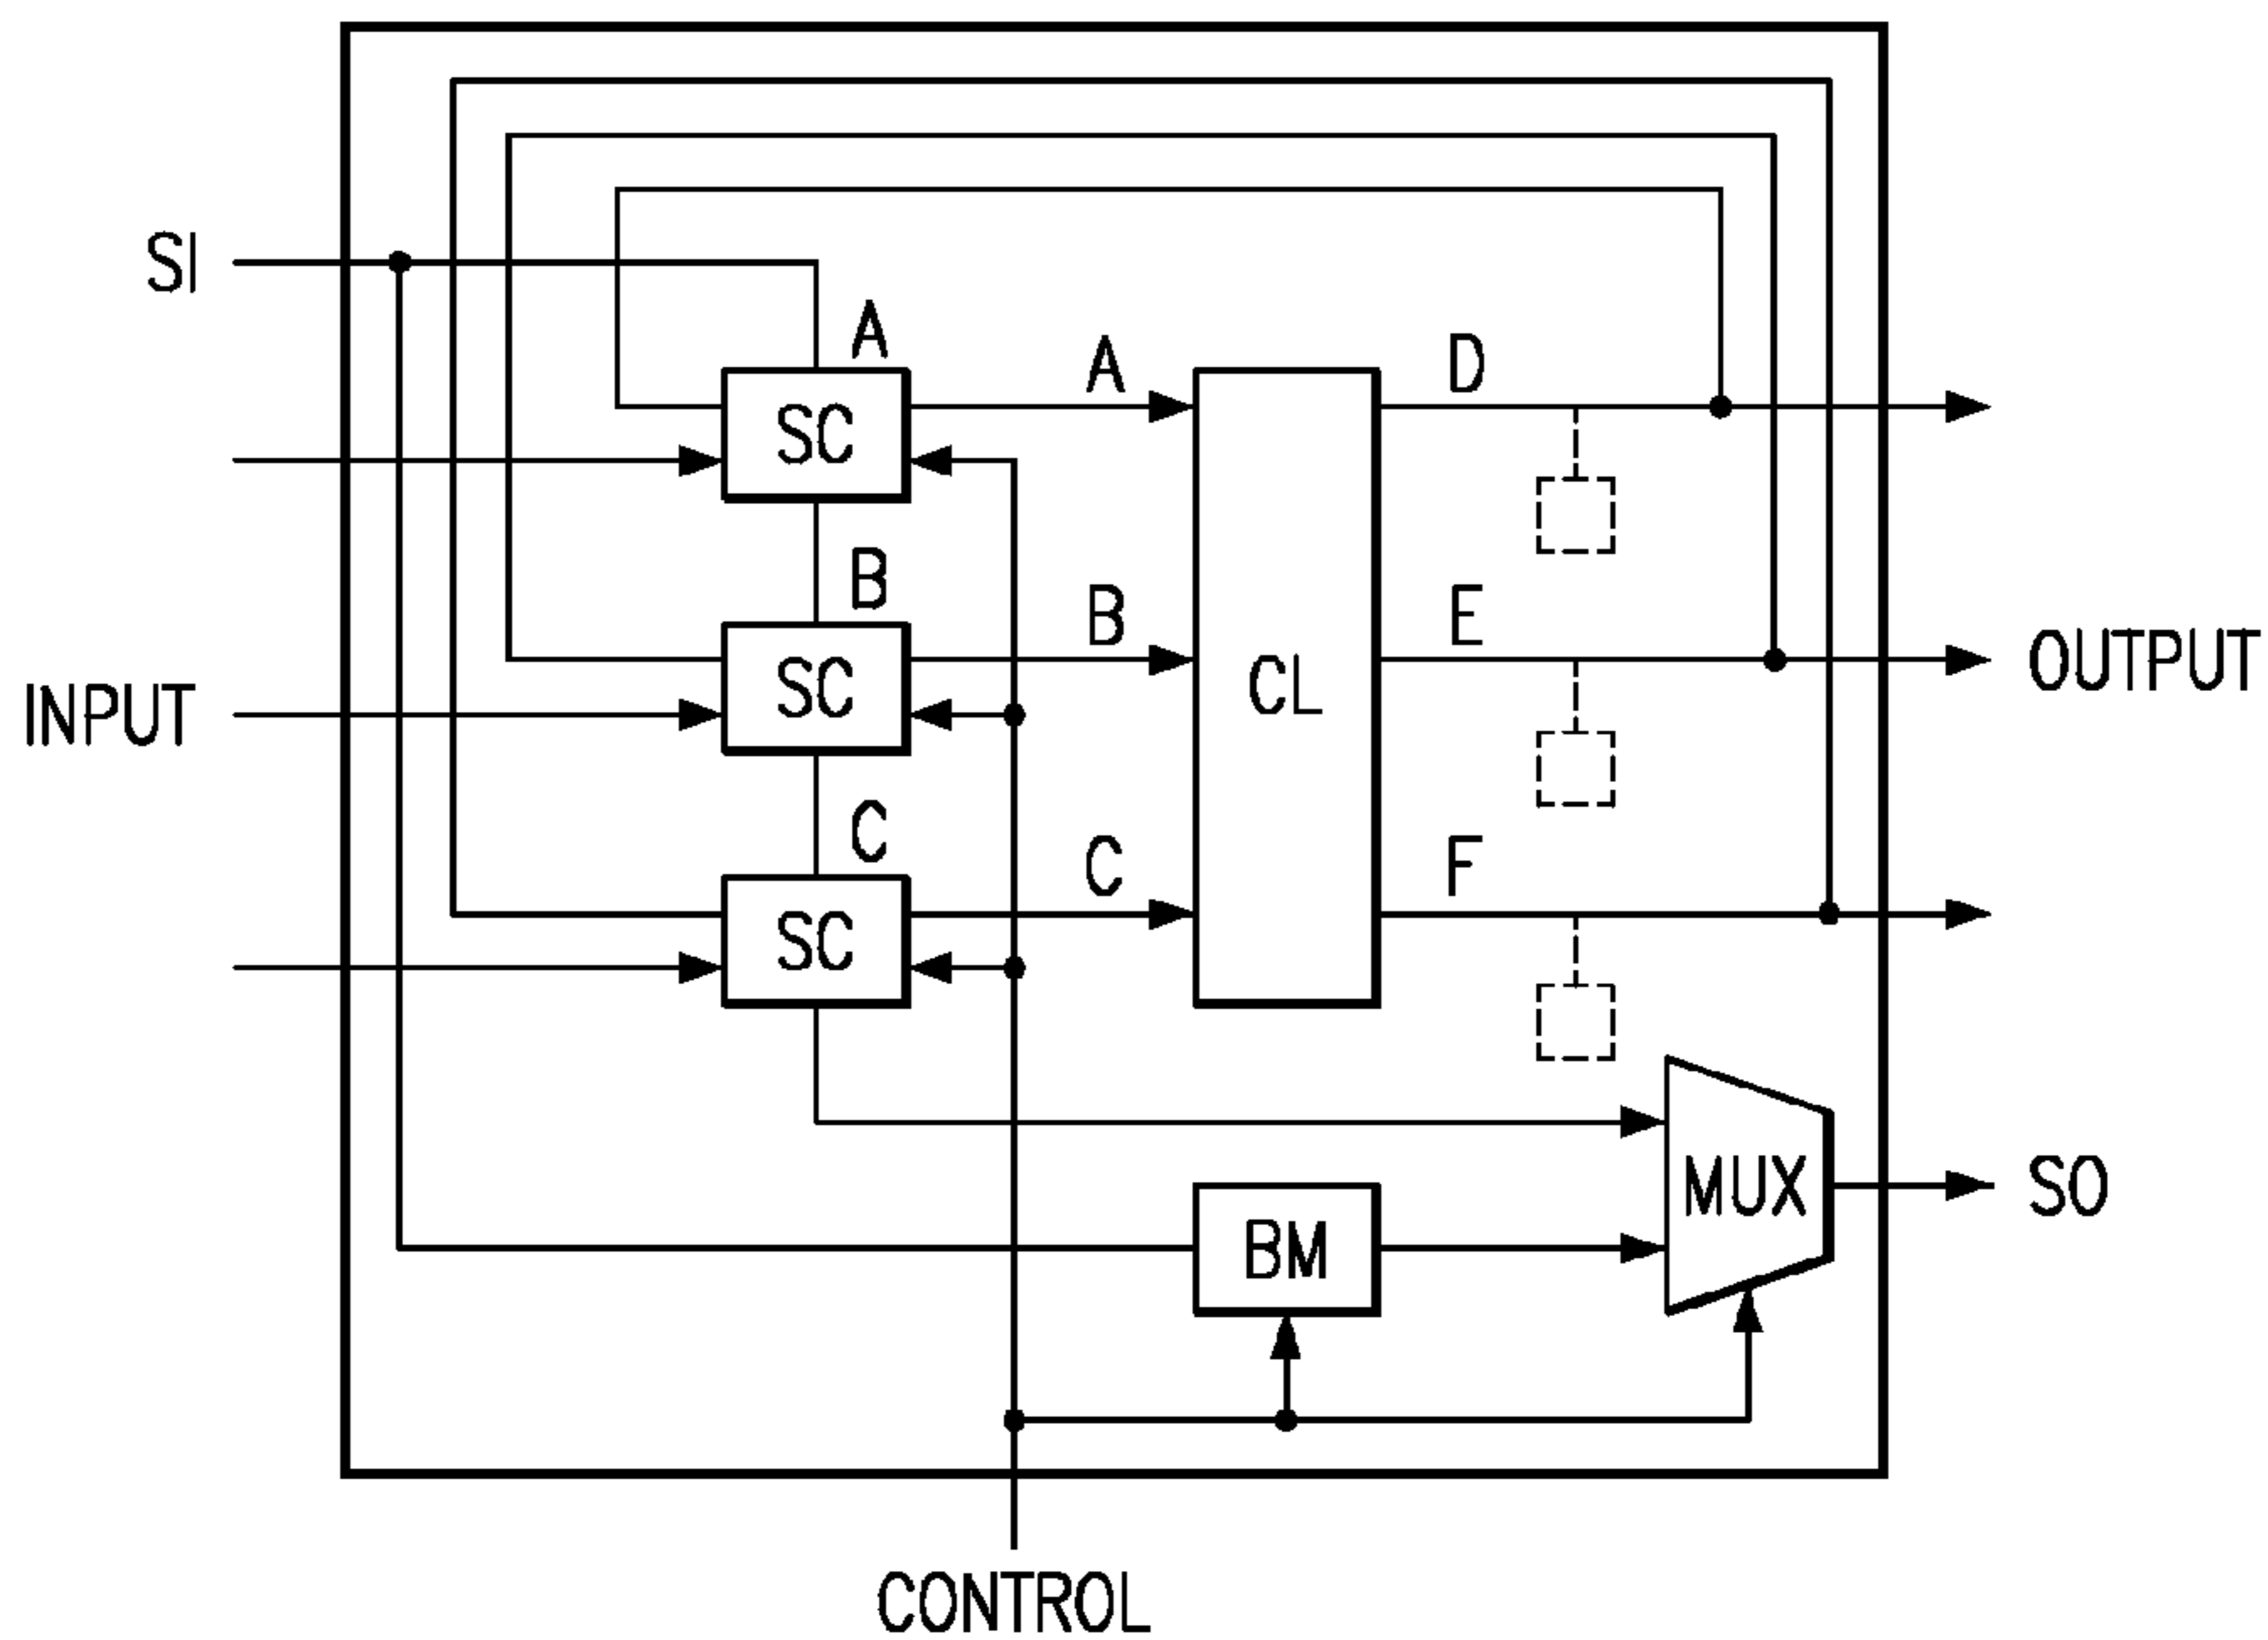 SI
A
A
D
SC
B
B
E
SC
CL
INPUT
OUTPUT
C
C
F
SC
MUX
SO
BM
CONTROL